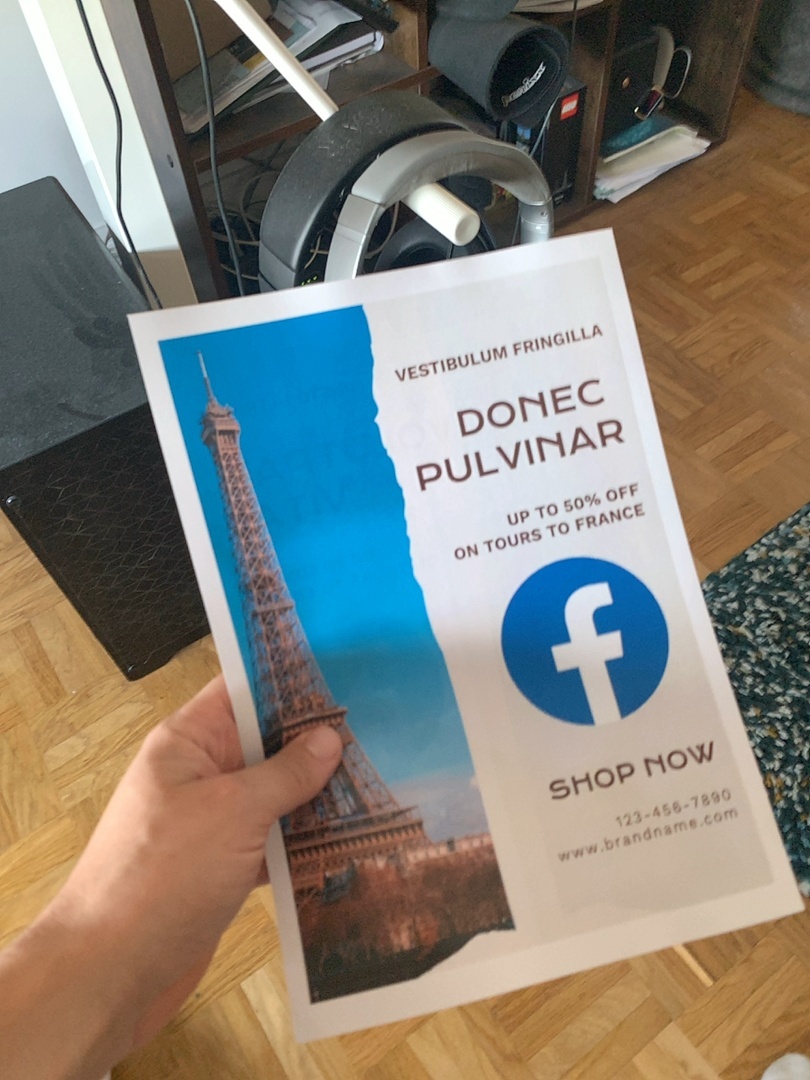 VESTIBULUM FRINGILLA
DONEC
PULVINAR
UP TO 50% OFF
ON TOURS TO FRANCE
f
SHOP NOW
123-456-7890
www.brandname.com
LEGO